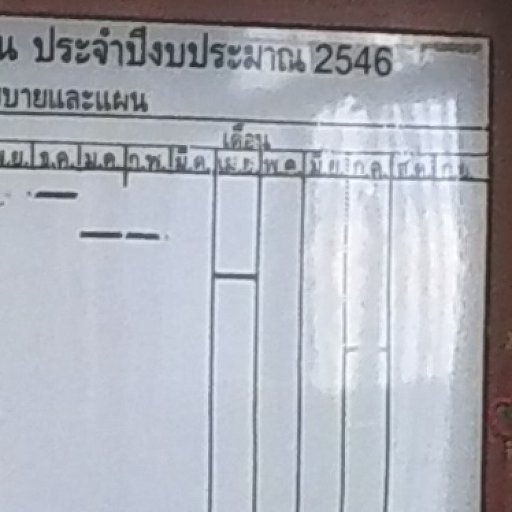 น ประจำปีงบประมาณ 2546
บายและแผน
เดือน
.ย. ธ.ค. ม.ค. ก.พ. มี.ค. เม.ย. พ.ค. มิ.ย. ก.ค. ส.ค. ก.ย.